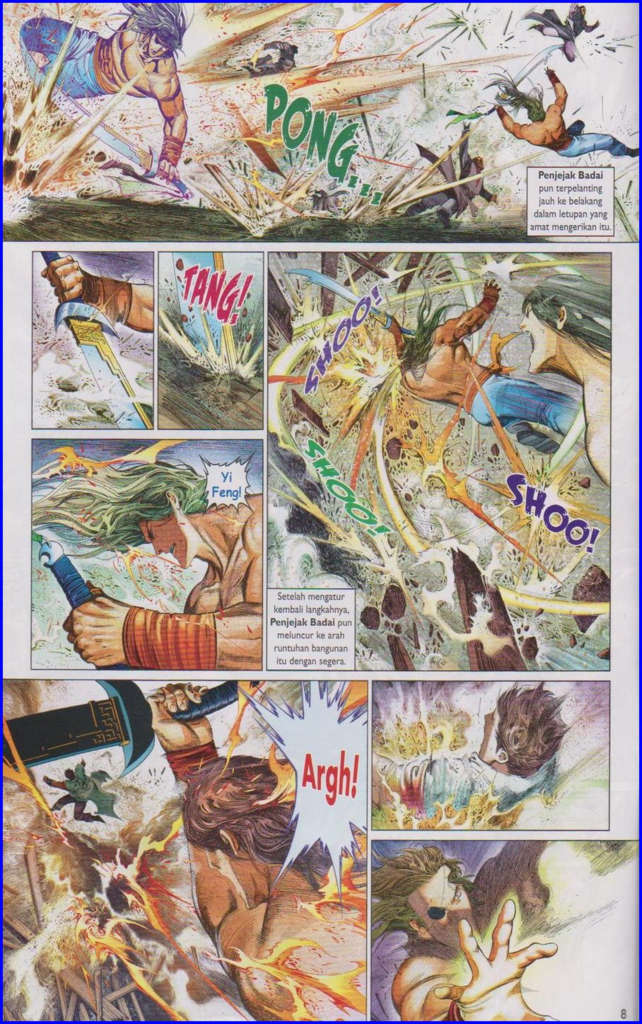 PONG...
Penjejak Badai
pun terpelanting
jauh ke belakang
dalam letupan yang
amat mengerikan itu.
TANG!
SHOO!
SHOO!
SHOO!
Yi
Feng!
Setelah mengatur
kembali langkahnya,
Penjejak Badai pun
meluncur ke arah
runtuhan bangunan
itu dengan segera.
Argh!
8